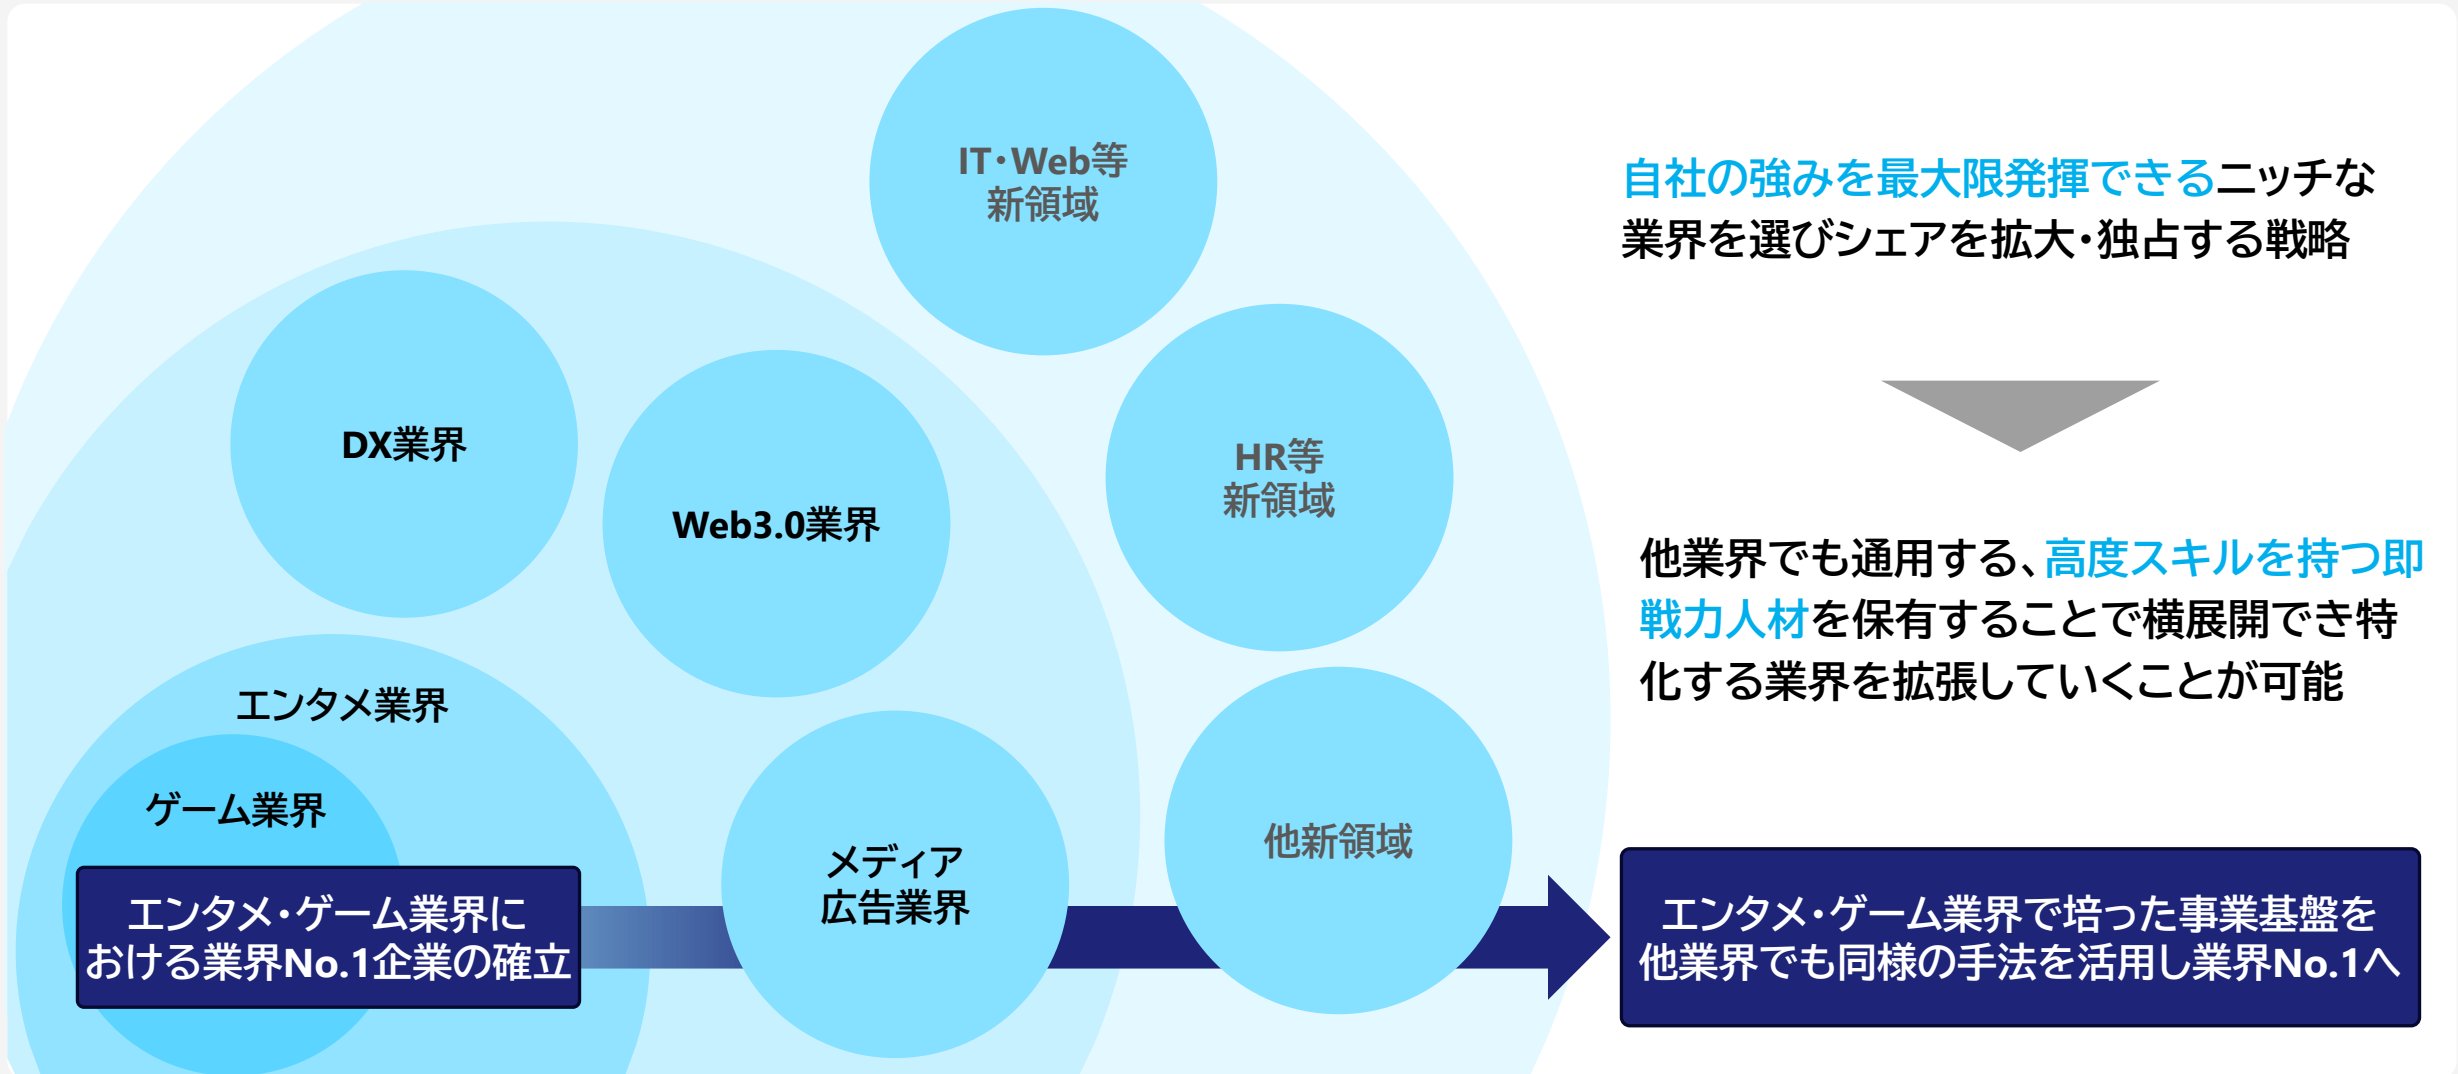 IT・Web等
新領域
DX業界
Web3.0業界
HR等
新領域
エンタメ業界
ゲーム業界
メディア
広告業界
他新領域
エンタメ・ゲーム業界に
おける業界No.1企業の確立
自社の強みを最大限発揮できるニッチな
業界を選びシェアを拡大・独占する戦略
他業界でも通用する、高度スキルを持つ即
戦力人材を保有することで横展開でき特
化する業界を拡張していくことが可能
エンタメ・ゲーム業界で培った事業基盤を
他業界でも同様の手法を活用し業界No.1へ